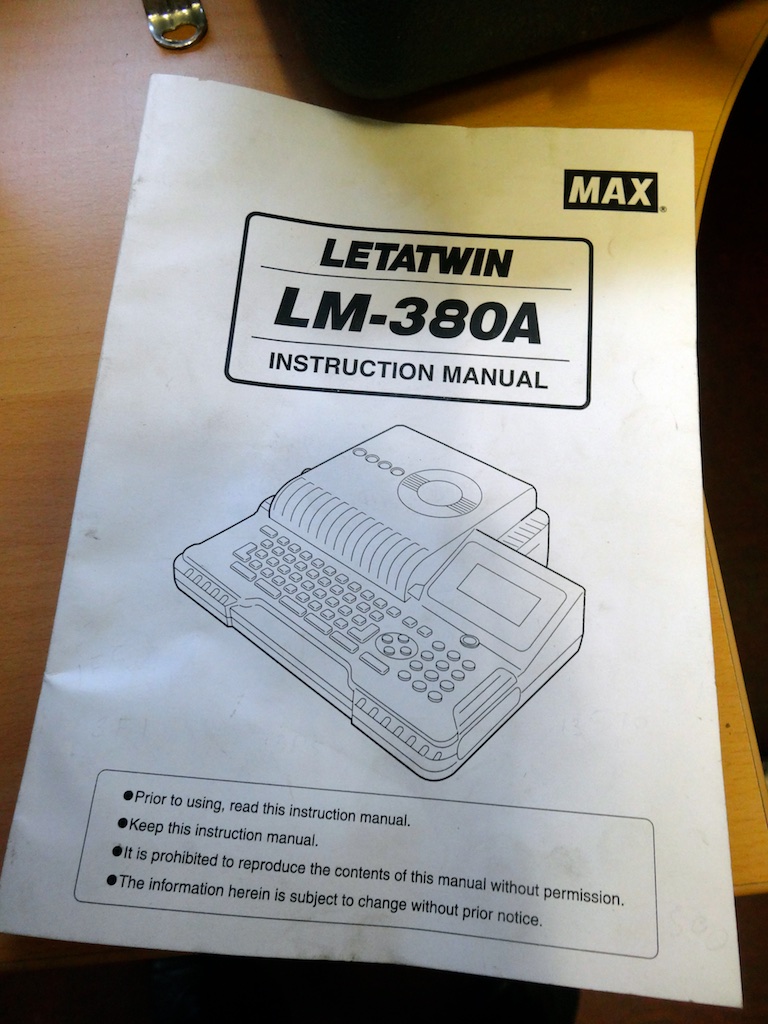 MAX®
LETATWIN
LM-380A
INSTRUCTION MANUAL
●Prior to using, read this instruction manual.
●Keep this instruction manual.
●It is prohibited to reproduce the contents of this manual without permission.
●The information herein is subject to change without prior notice.